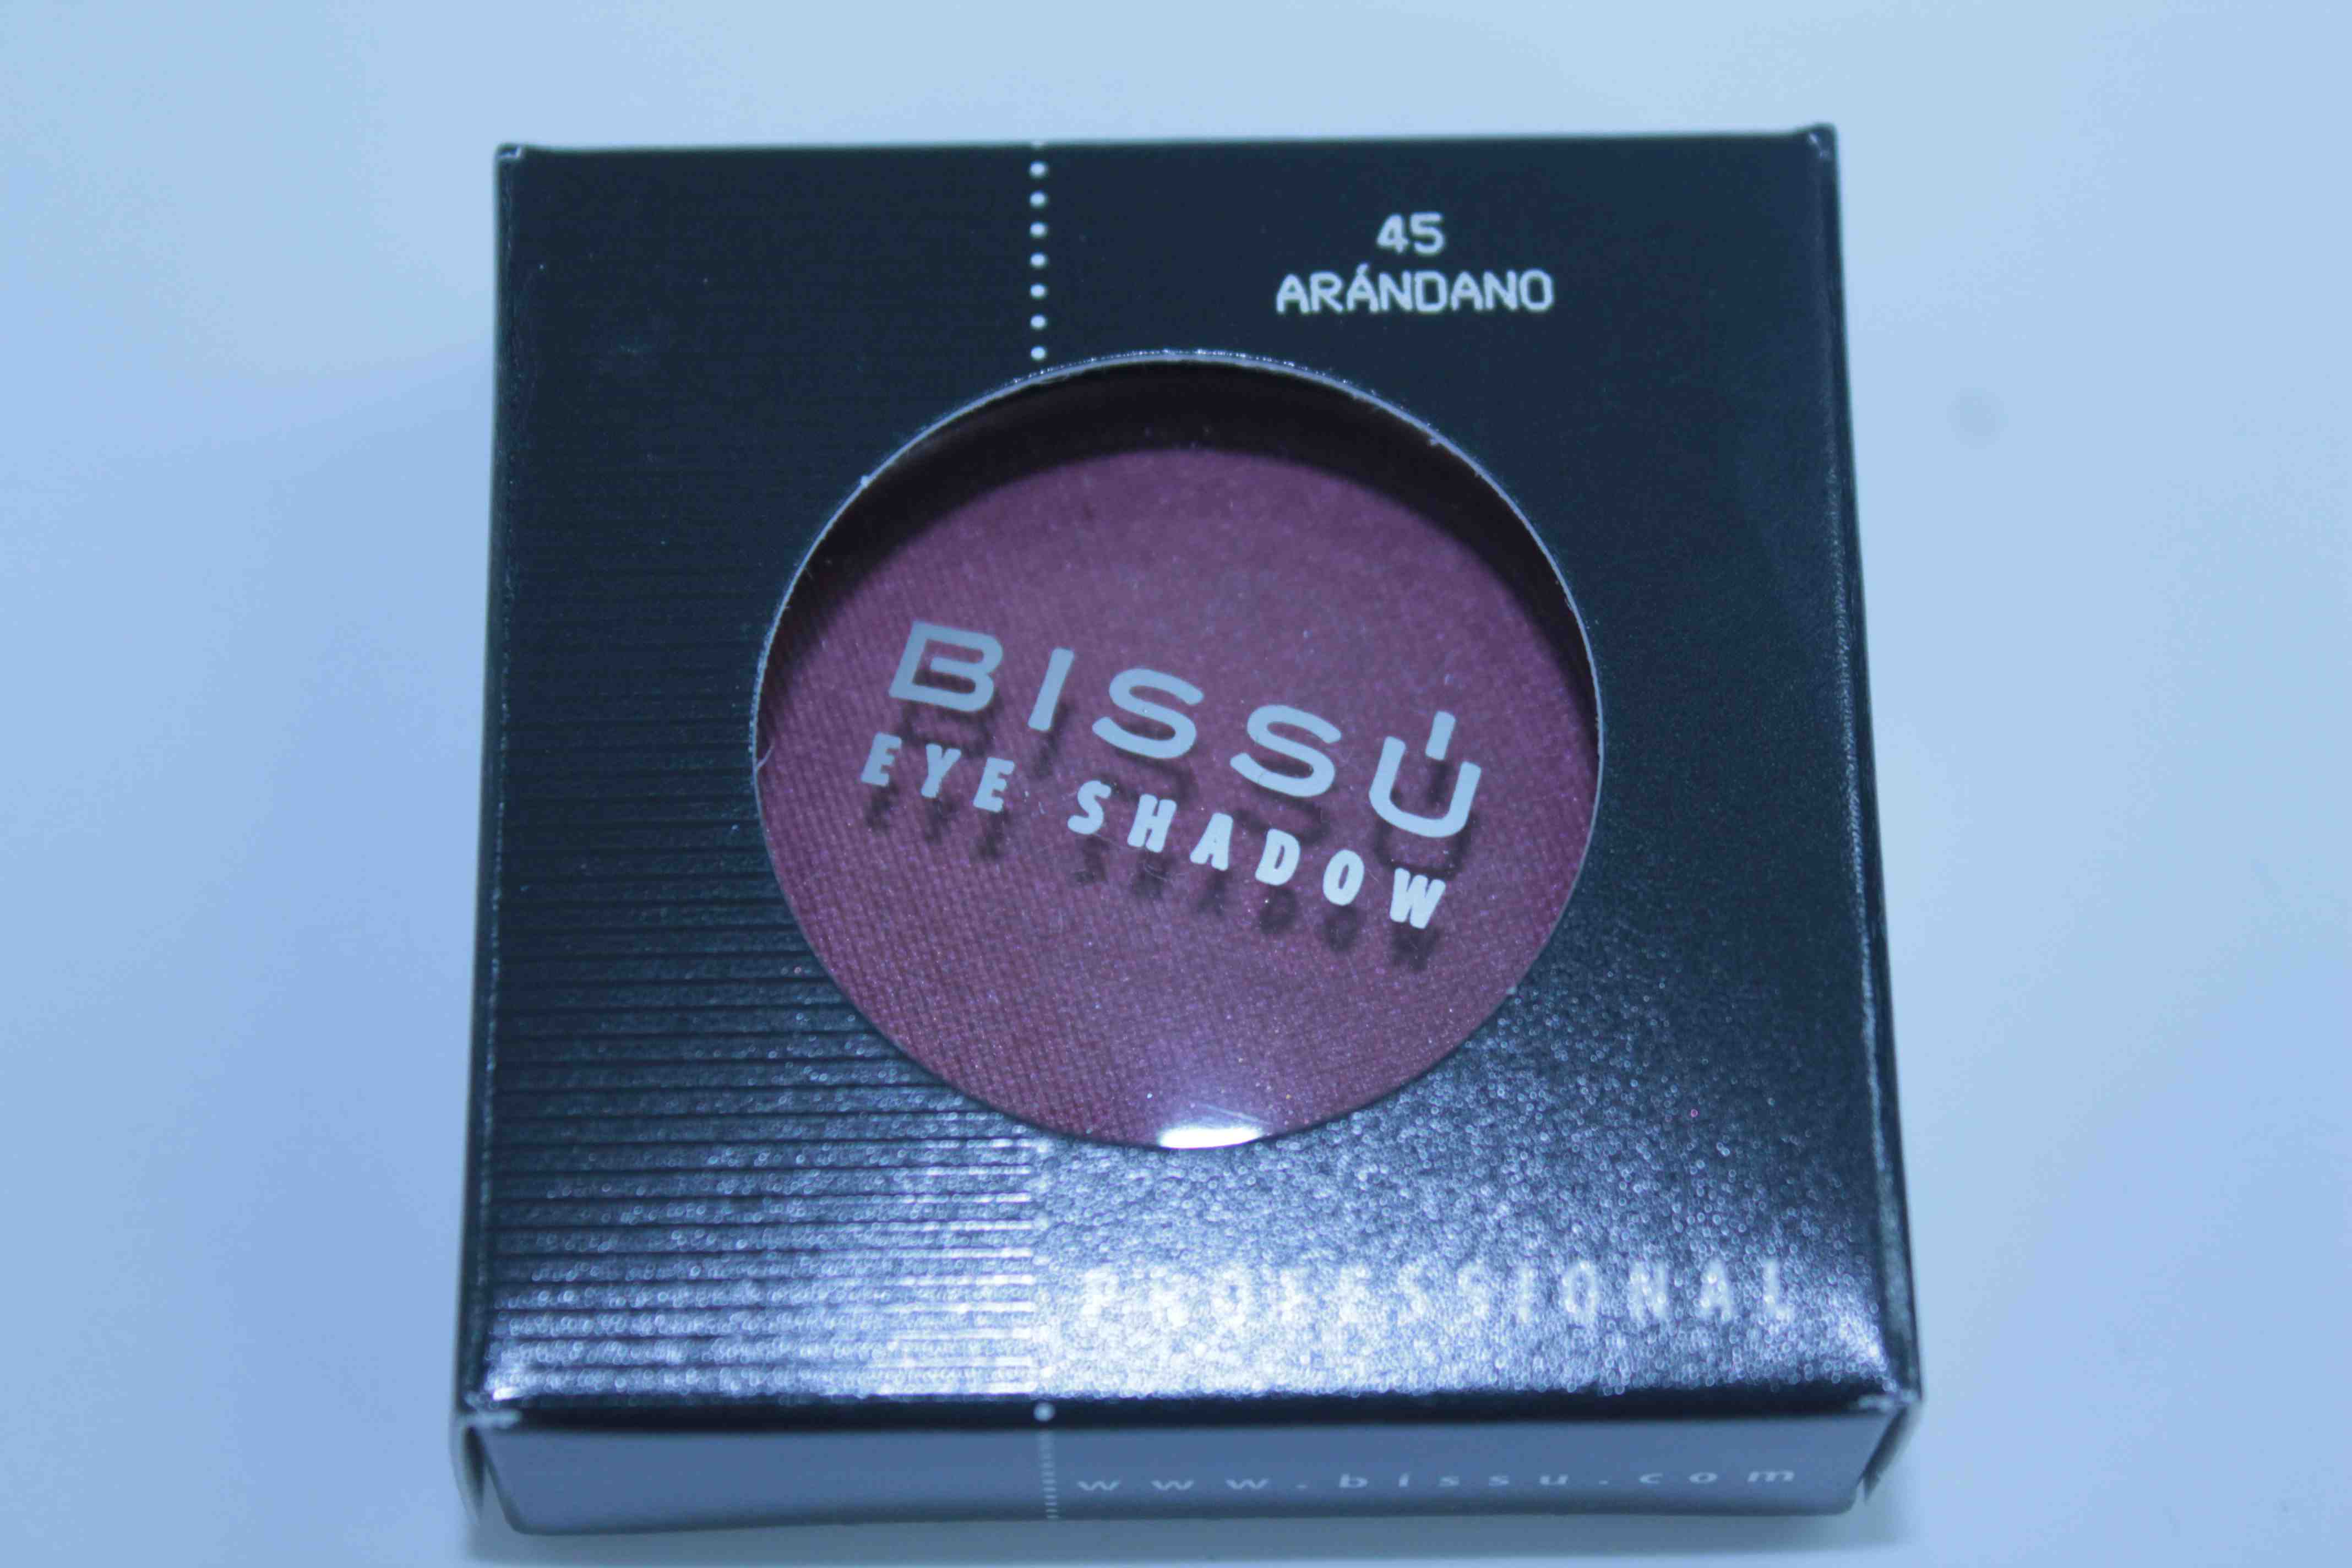 45
ARÁNDANO
BISSÚ
EYE SHADOW
PROFESSIONAL
www.bissu.com